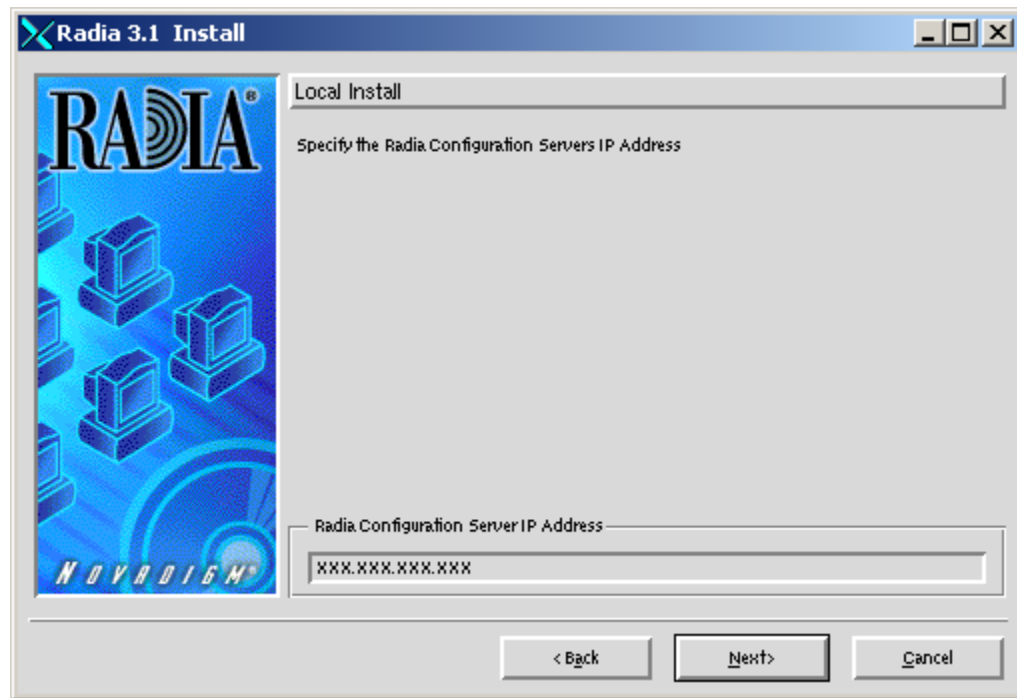 Radia 3.1 Install
RADIA®
Local Install
Specify the Radia Configuration Servers IP Address
Radia Configuration Server IP Address
xxx.xxx.xxx.xxx
NOVADIGM®
< Back
Next>
Cancel